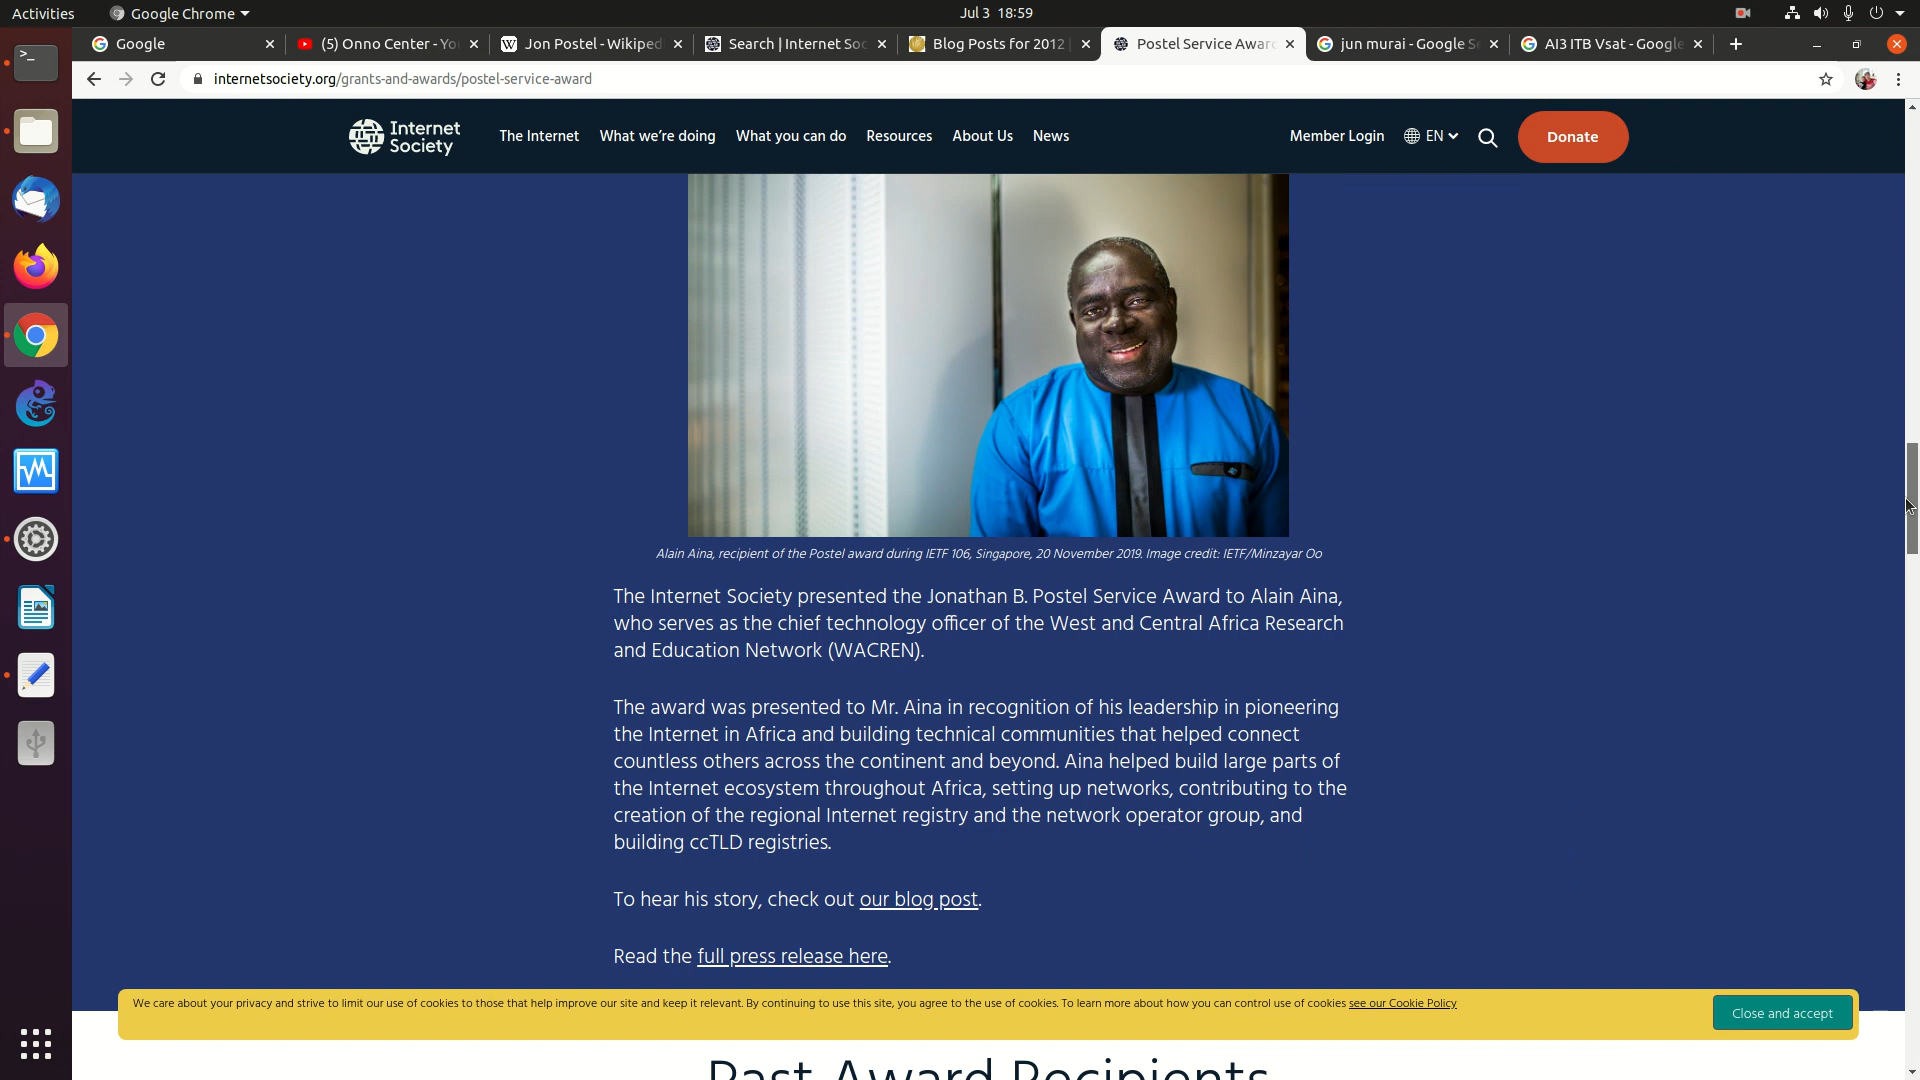 Activities
Google Chrome
Jul 3 18:59
Google
(5) Onno Center - Yo
Jon Postel - Wikiped
Search | Internet Soc
Blog Posts for 2012
Postel Service Awar
jun murai - Google Se
AI3 ITB Vsat - Google
internetsociety.org/grants-and-awards/postel-service-award
Internet
Society
The Internet
What we're doing
What you can do
Resources
About Us
News
Member Login
EN
Donate
Alain Aina, recipient of the Postel award during IETF 106, Singapore, 20 November 2019. Image credit: IETF/Minzayar Oo
The Internet Society presented the Jonathan B. Postel Service Award to Alain Aina,
who serves as the chief technology officer of the West and Central Africa Research
and Education Network (WACREN).
The award was presented to Mr. Aina in recognition of his leadership in pioneering
the Internet in Africa and building technical communities that helped connect
countless others across the continent and beyond. Aina helped build large parts of
the Internet ecosystem throughout Africa, setting up networks, contributing to the
creation of the regional Internet registry and the network operator group, and
building ccTLD registries.
To hear his story, check out our blog post.
Read the full press release here.
We care about your privacy and strive to limit our use of cookies to those that help improve our site and keep it relevant. By continuing to use this site, you agree to the use of cookies. To learn more about how you can control use of cookies see our Cookie Policy
Close and accept
Past Award Recipients